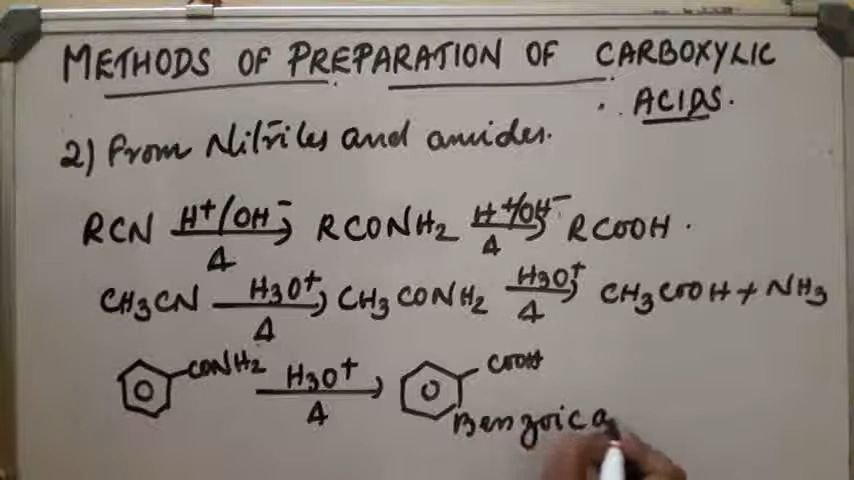 METHODS OF PREPARATION OF CARBOXYLIC
ACIDS.
2) From Nitriles and amides.
RCN H+/OH- Δ → RCONH2 H+/OH- Δ → RCOOH.
CH3CN H3O+ Δ → CH3CONH2 H3O+ Δ → CH3COOH + NH3
CONH2 H3O+ Δ → COOH
Benzoic a